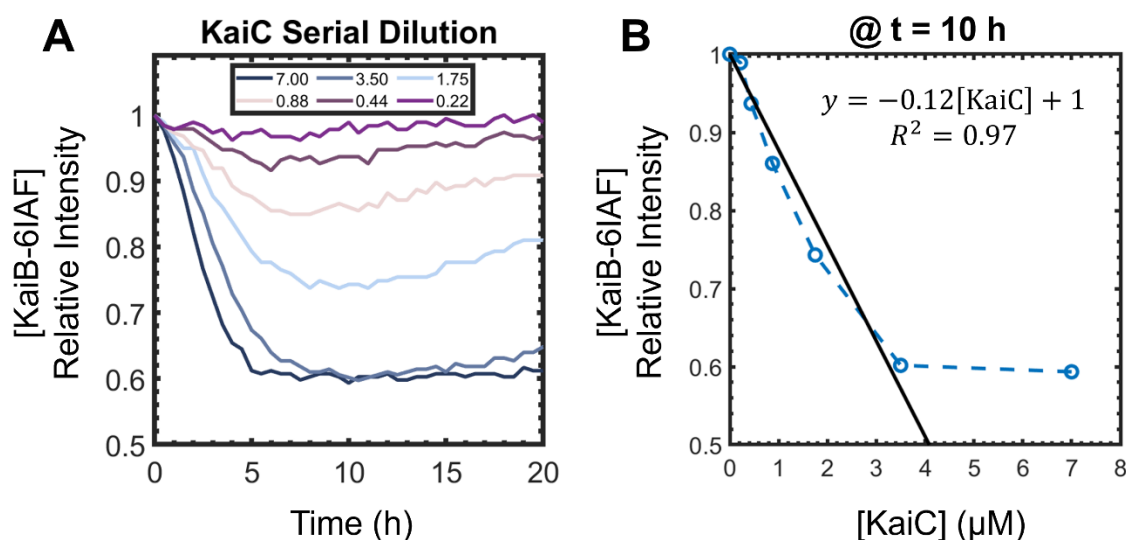 A
KaiC Serial Dilution
7.00 3.50 1.75
0.88 0.44 0.22
1
0.9
0.8
0.7
0.6
0.5
0 5 10 15 20
Time (h)
[KaiB-6IAF]
Relative Intensity
B
@ t = 10 h
y = −0.12[KaiC] + 1
R² = 0.97
1
0.9
0.8
0.7
0.6
0.5
0 1 2 3 4 5 6 7 8
[KaiC] (μM)
[KaiB-6IAF]
Relative Intensity